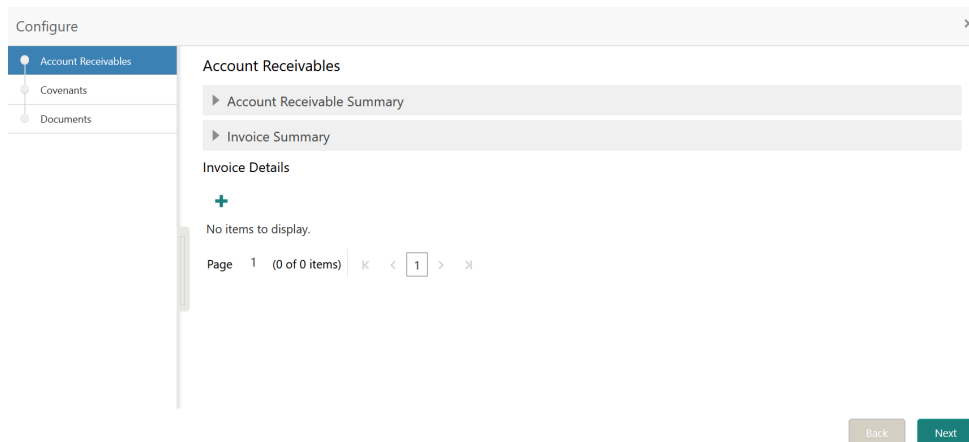 Configure
Account Receivables
Covenants
Documents
Account Receivables
Account Receivable Summary
Invoice Summary
Invoice Details
No items to display.
Page 1 (0 of 0 items) 1
Back Next